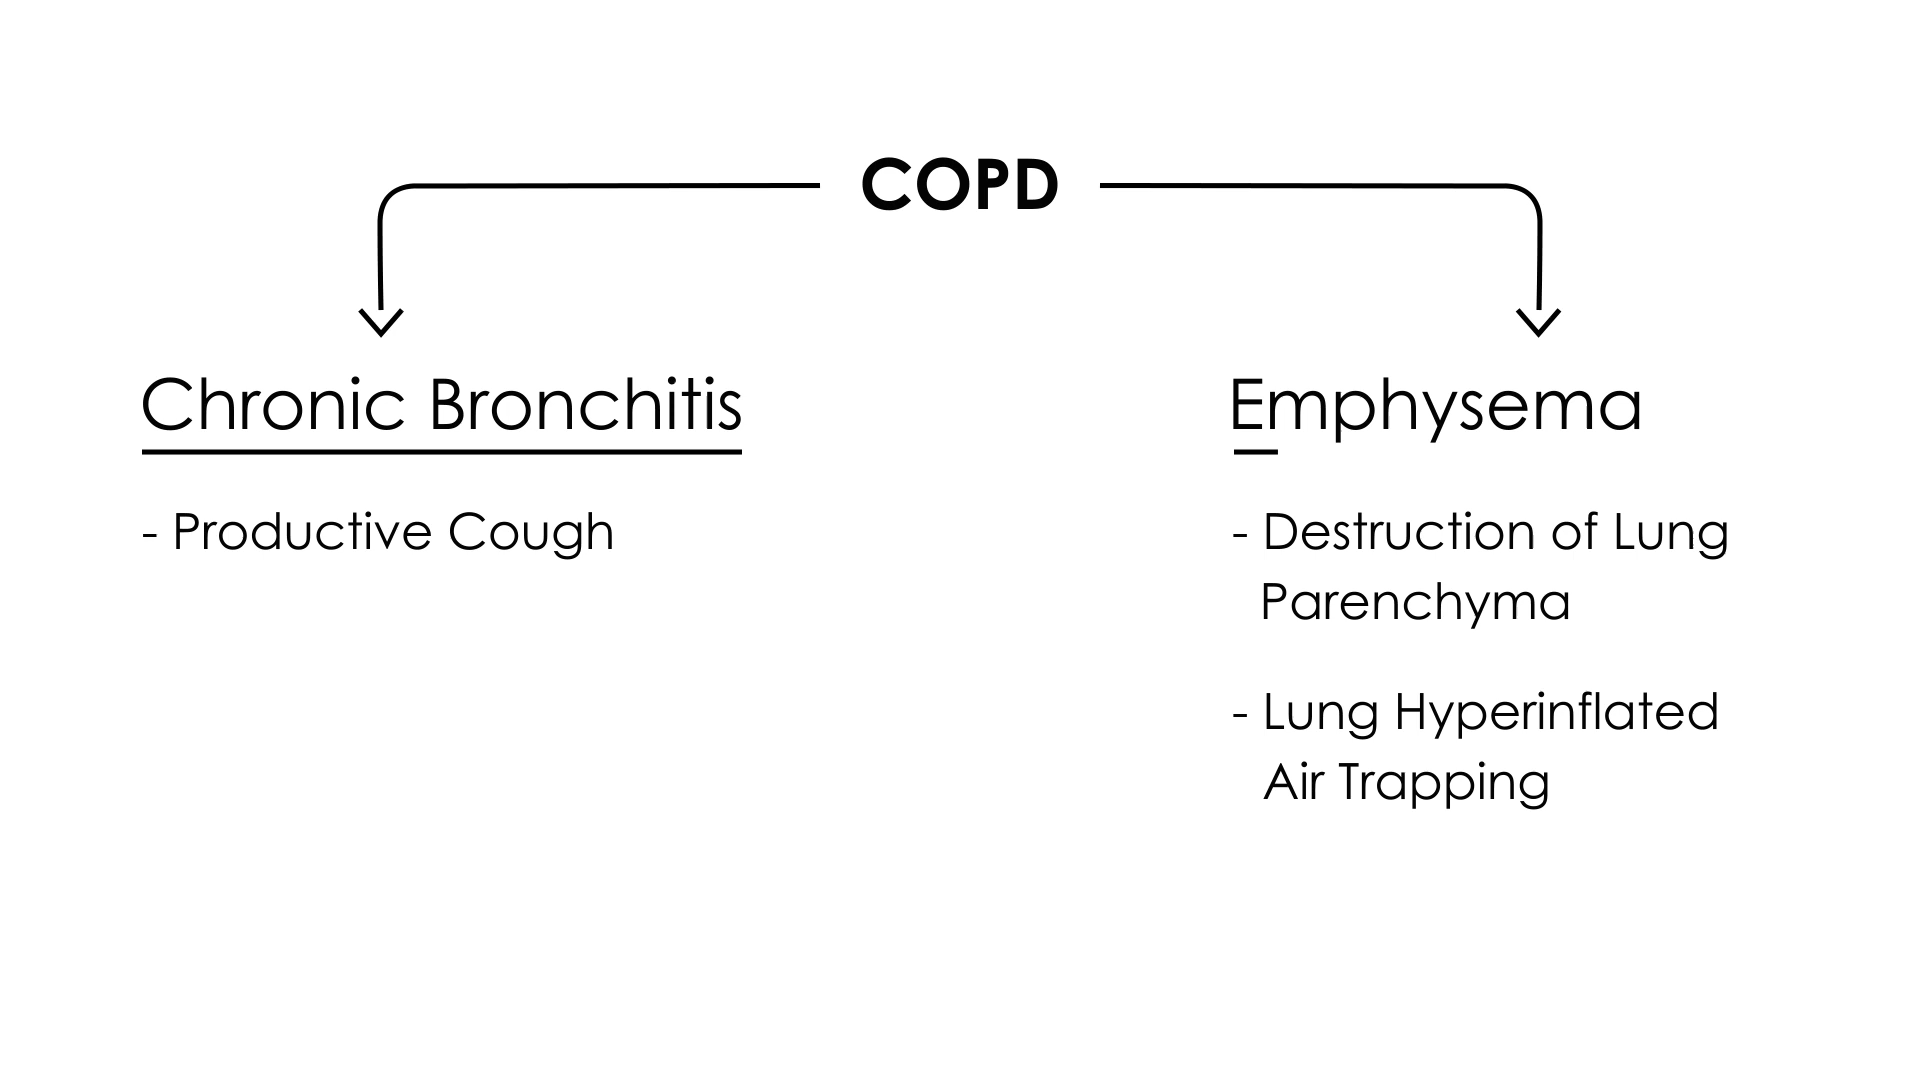 COPD
Chronic Bronchitis
- Productive Cough
Emphysema
- Destruction of Lung
Parenchyma
- Lung Hyperinflated
Air Trapping